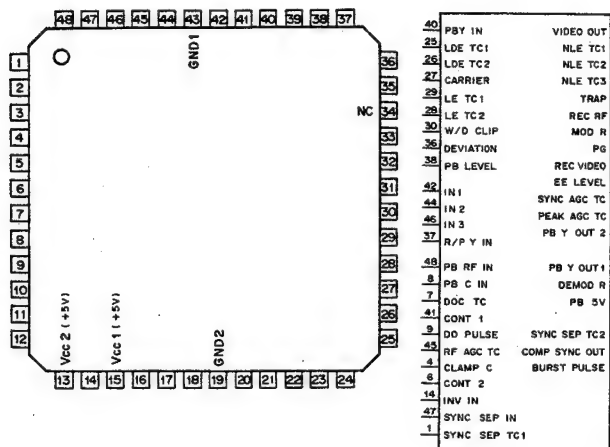 48 47 46 45 44 43 42 41 40 39 38 37
GND1
1 36
2 35
3 NC 34
4 33
5 32
6 31
7 30
8 29
9 28
10 27
11 26
12 25
Vcc 2 (+5V)
Vcc 1 (+5V)
GND2
13 14 15 16 17 18 19 20 21 22 23 24
40 PBY IN VIDEO OUT
25 LDE TC1 NLE TC1
26 LDE TC2 NLE TC2
27 CARRIER NLE TC3
29 LE TC1 TRAP
28 LE TC2 REC RF
30 W/D CLIP MOD R
36 DEVIATION PG
38 PB LEVEL REC VIDEO
EE LEVEL
42 IN 1 SYNC AGC TC
44 IN 2 PEAK AGC TC
46 IN 3 PB Y OUT 2
37 R/P Y IN
48 PB RF IN PB Y OUT1
8 PB C IN DEMOD R
7 DOC TC PB 5V
41 CONT 1
9 DO PULSE SYNC SEP TC2
45 RF AGC TC COMP SYNC OUT
4 CLAMP C BURST PULSE
6 CONT 2
14 INV IN
47 SYNC SEP IN
1 SYNC SEP TC1